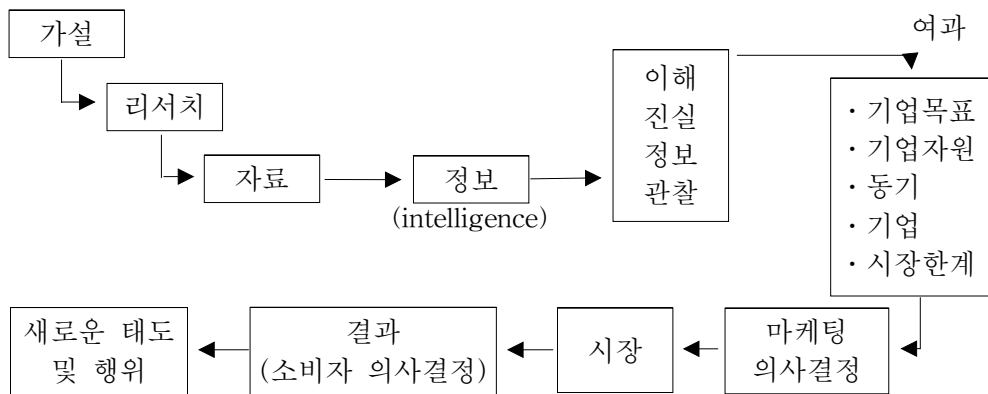 가설
리서치
자료
정보
(intelligence)
이해
진실
정보
관찰
여과
· 기업목표
· 기업자원
· 동기
· 기업
· 시장한계
마케팅
의사결정
시장
결과
(소비자 의사결정)
새로운 태도
및 행위